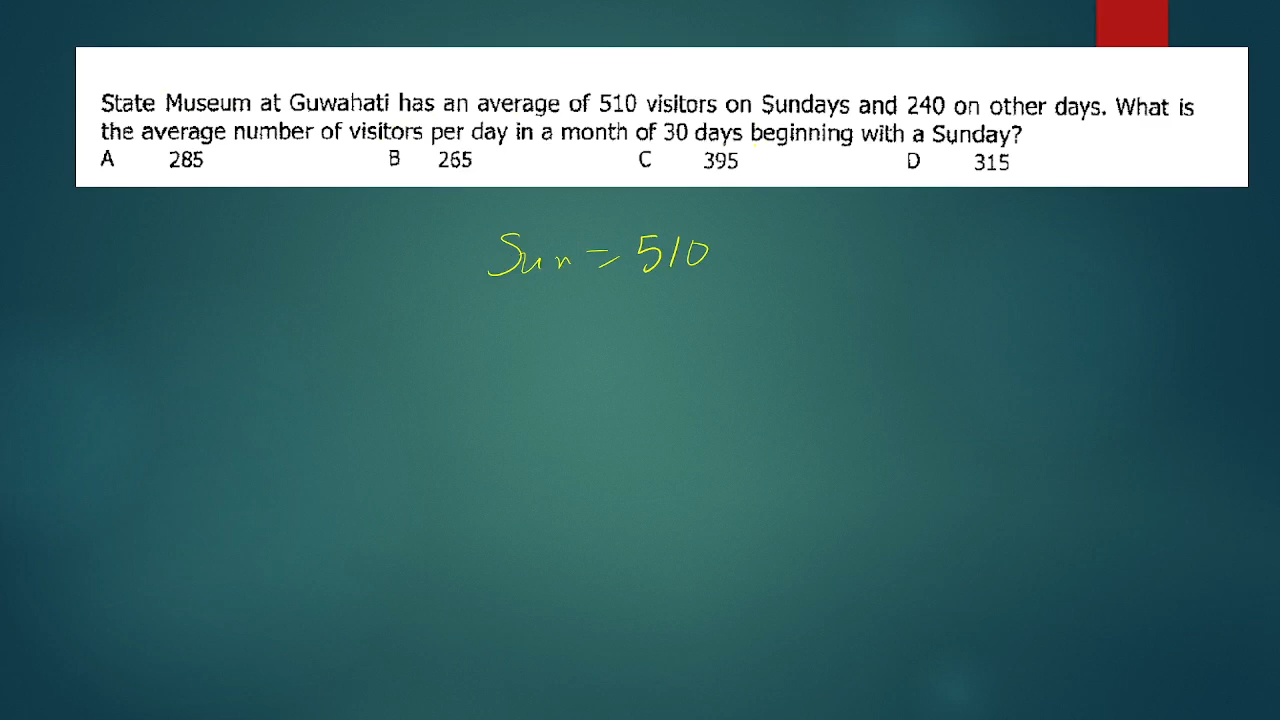 State Museum at Guwahati has an average of 510 visitors on Sundays and 240 on other days. What is
the average number of visitors per day in a month of 30 days beginning with a Sunday?
A 285 B 265 C 395 D 315
Sun = 510